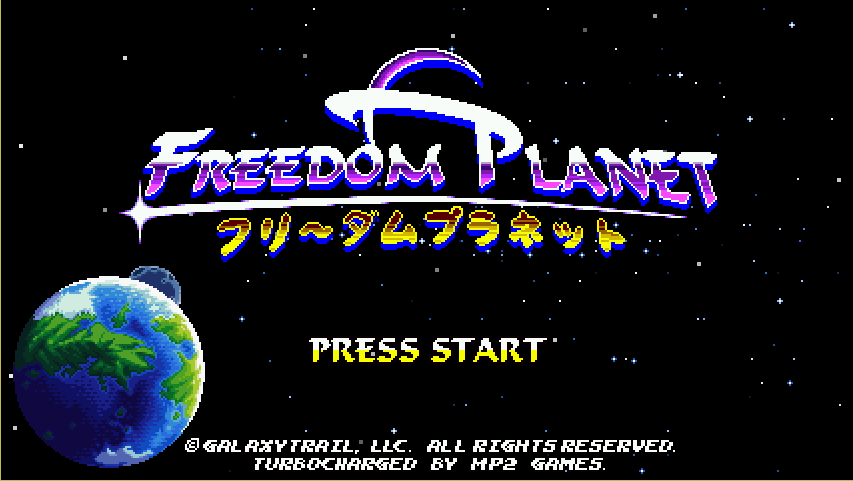 FREEDOM PLANET
フリーダムプラネット
PRESS START
© GALAXYTRAIL, LLC. ALL RIGHTS RESERVED.
TURBOCHARGED BY MP2 GAMES.